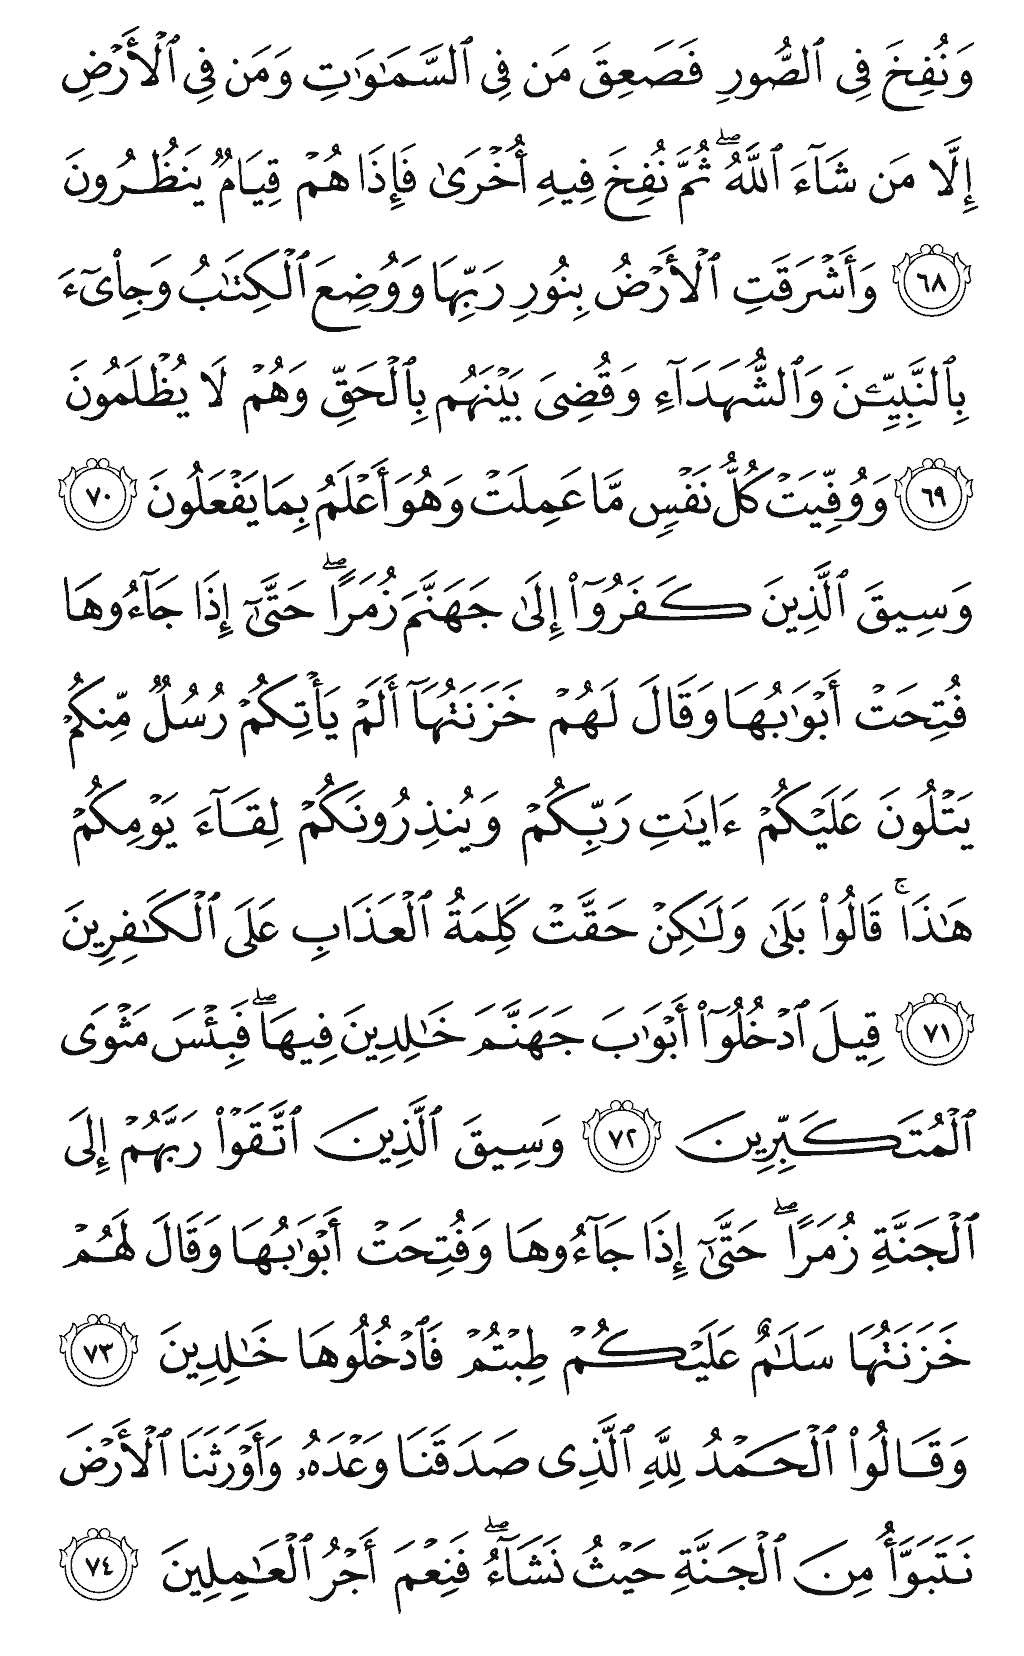 وَنُفِخَ فِى ٱلصُّورِ فَصَعِقَ مَن فِى ٱلسَّمَـٰوَٰتِ وَمَن فِى ٱلْأَرْضِ
إِلَّا مَن شَآءَ ٱللَّهُ ۖ ثُمَّ نُفِخَ فِيهِ أُخْرَىٰ فَإِذَا هُمْ قِيَامٌ يَنظُرُونَ
﴿٦٨﴾ وَأَشْرَقَتِ ٱلْأَرْضُ بِنُورِ رَبِّهَا وَوُضِعَ ٱلْكِتَـٰبُ وَجِا۟ىٓءَ
بِٱلنَّبِيِّـۧنَ وَٱلشُّهَدَآءِ وَقُضِىَ بَيْنَهُم بِٱلْحَقِّ وَهُمْ لَا يُظْلَمُونَ
﴿٦٩﴾ وَوُفِّيَتْ كُلُّ نَفْسٍ مَّا عَمِلَتْ وَهُوَ أَعْلَمُ بِمَا يَفْعَلُونَ ﴿٧٠﴾
وَسِيقَ ٱلَّذِينَ كَفَرُوٓا۟ إِلَىٰ جَهَنَّمَ زُمَرًا ۖ حَتَّىٰٓ إِذَا جَآءُوهَا
فُتِحَتْ أَبْوَٰبُهَا وَقَالَ لَهُمْ خَزَنَتُهَآ أَلَمْ يَأْتِكُمْ رُسُلٌ مِّنكُمْ
يَتْلُونَ عَلَيْكُمْ ءَايَـٰتِ رَبِّكُمْ وَيُنذِرُونَكُمْ لِقَآءَ يَوْمِكُمْ
هَـٰذَا ۚ قَالُوا۟ بَلَىٰ وَلَـٰكِنْ حَقَّتْ كَلِمَةُ ٱلْعَذَابِ عَلَى ٱلْكَـٰفِرِينَ
﴿٧١﴾ قِيلَ ٱدْخُلُوٓا۟ أَبْوَٰبَ جَهَنَّمَ خَـٰلِدِينَ فِيهَا ۖ فَبِئْسَ مَثْوَى
ٱلْمُتَكَبِّرِينَ ﴿٧٢﴾ وَسِيقَ ٱلَّذِينَ ٱتَّقَوْا۟ رَبَّهُمْ إِلَى
ٱلْجَنَّةِ زُمَرًا ۖ حَتَّىٰٓ إِذَا جَآءُوهَا وَفُتِحَتْ أَبْوَٰبُهَا وَقَالَ لَهُمْ
خَزَنَتُهَا سَلَـٰمٌ عَلَيْكُمْ طِبْتُمْ فَٱدْخُلُوهَا خَـٰلِدِينَ ﴿٧٣﴾
وَقَالُوا۟ ٱلْحَمْدُ لِلَّهِ ٱلَّذِى صَدَقَنَا وَعْدَهُۥ وَأَوْرَثَنَا ٱلْأَرْضَ
نَتَبَوَّأُ مِنَ ٱلْجَنَّةِ حَيْثُ نَشَآءُ ۖ فَنِعْمَ أَجْرُ ٱلْعَـٰمِلِينَ ﴿٧٤﴾